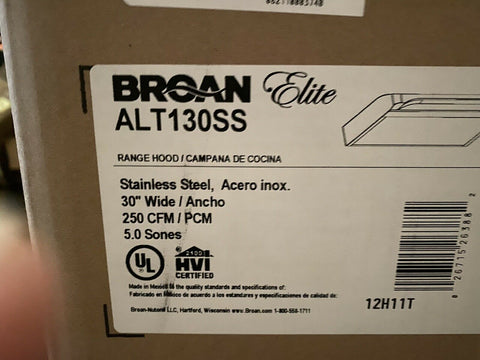 BROAN Elite
ALT130SS
RANGE HOOD / CAMPANA DE COCINA
Stainless Steel, Acero inox.
30" Wide / Ancho
250 CFM / PCM
5.0 Sones
UL
HVI
CERTIFIED
Made in Mexico to the quality standards and specifications of:
Fabricado en México de acuerdo a los estandares y especificaciones de calidad de:
Broan-Nutone LLC, Hartford, Wisconsin www.Broan.com 1-800-558-1711
12H11T
26715 26388 2